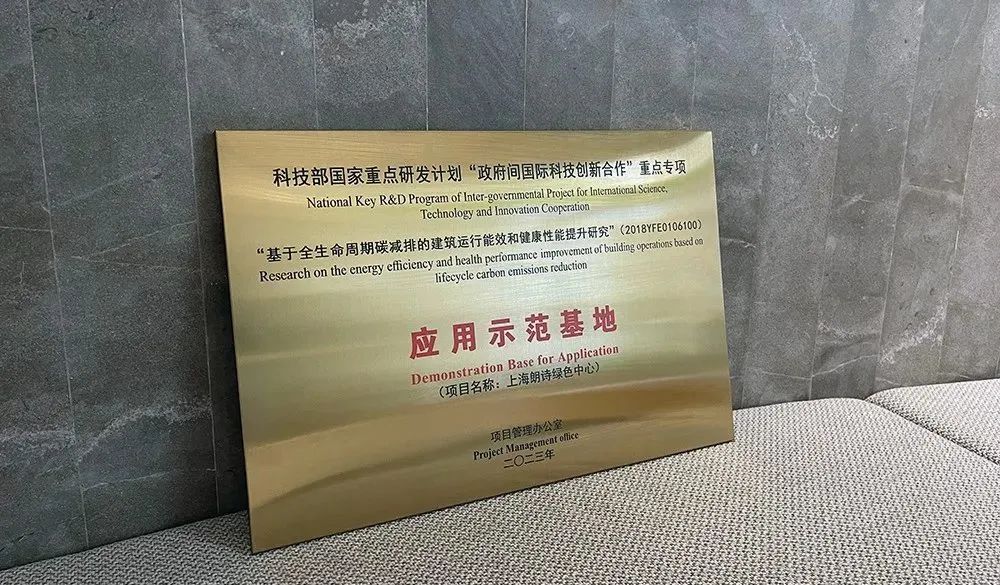 科技部国家重点研发计划“政府间国际科技创新合作”重点专项
National Key R&D Program of Inter-governmental Project for International Science,
Technology and Innovation Cooperation
“基于全生命周期碳减排的建筑运行能效和健康性能提升研究”（2018YFE0106100）
Research on the energy efficiency and health performance improvement of building operations based on
lifecycle carbon emissions reduction
应用示范基地
Demonstration Base for Application
（项目名称：上海朗诗绿色中心）
项目管理办公室
Project Management office
二〇二三年